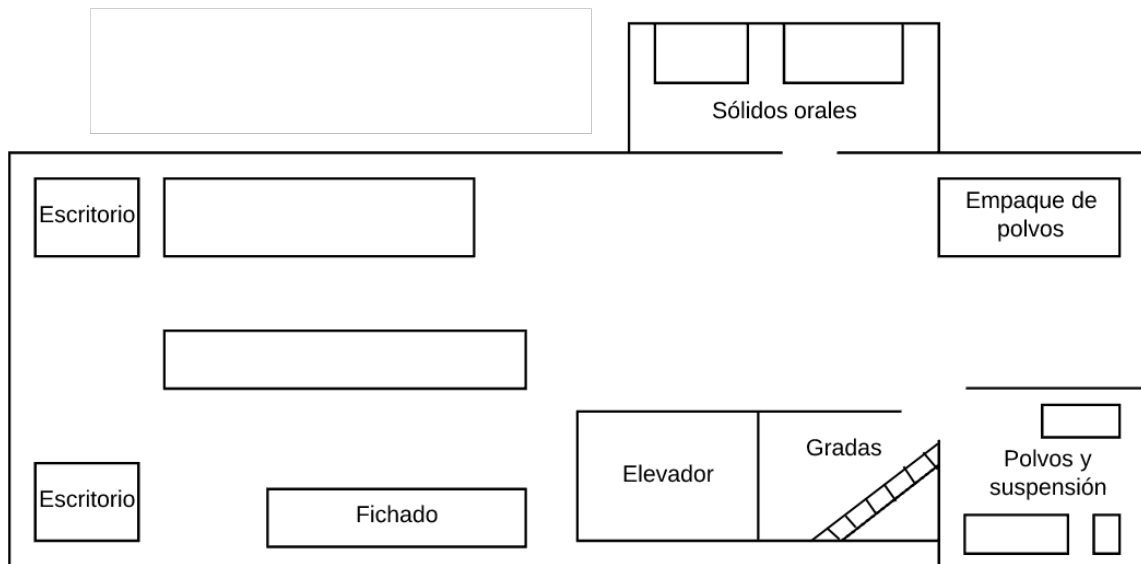 Sólidos orales
Escritorio
Empaque de
polvos
Gradas
Elevador
Polvos y
suspensión
Escritorio
Fichado